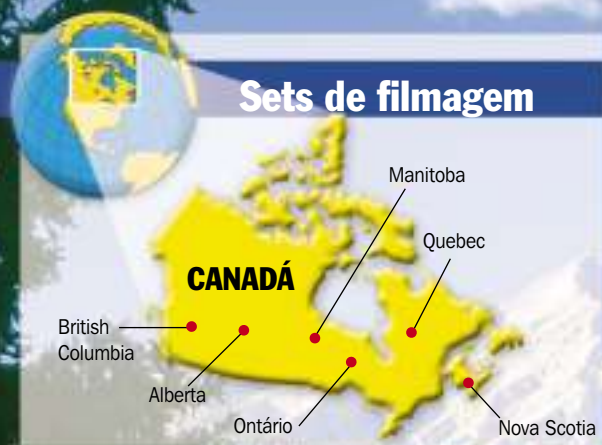 Sets de filmagem
Manitoba
Quebec
CANADÁ
British
Columbia
Alberta
Ontário
Nova Scotia